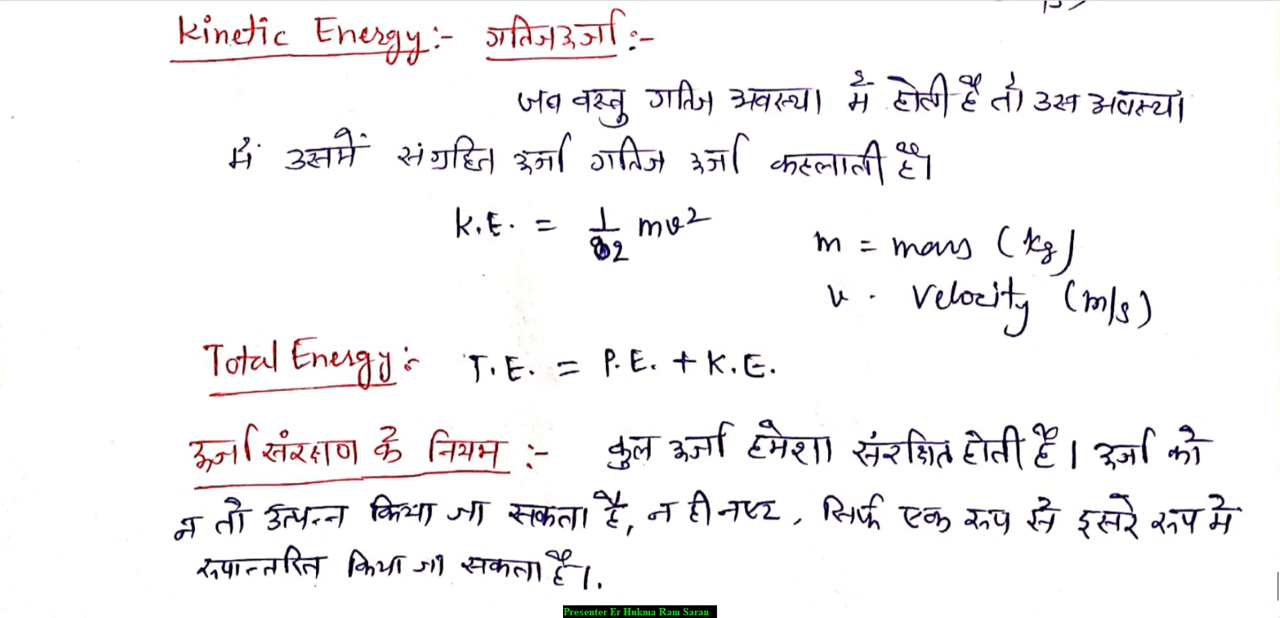 Kinetic Energy:- गतिज ऊर्जा:-
जब वस्तु गतिज अवस्था में होती है तो उस अवस्था
में उसमें संग्रहित ऊर्जा गतिज ऊर्जा कहलाती है।
K.E. = 1/2 mv²
m = mass (kg)
v . velocity (m/s)
Total Energy:- T.E. = P.E. + K.E.
ऊर्जा संरक्षण के नियम :- कुल ऊर्जा हमेशा संरक्षित होती है। ऊर्जा को
न तो उत्पन्न किया जा सकता है, न ही नष्ट, सिर्फ एक रूप से दूसरे रूप में
रूपान्तरित किया जा सकता है।.
Presenter Er Hukma Ram Saran